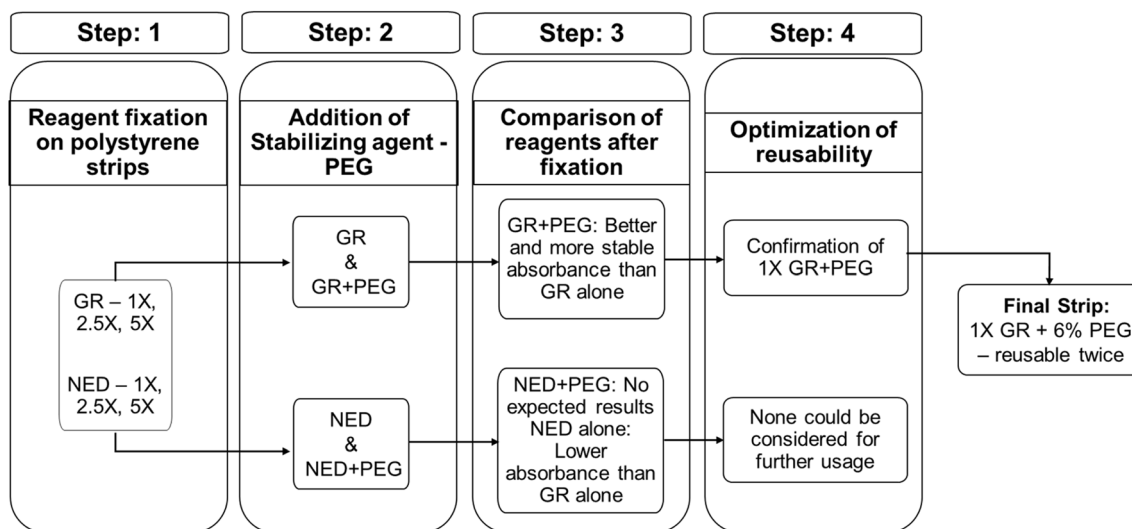 Step: 1
Step: 2
Step: 3
Step: 4
Reagent fixation
on polystyrene
strips
Addition of
Stabilizing agent -
PEG
Comparison of
reagents after
fixation
Optimization of
reusability
GR – 1X,
2.5X, 5X
NED – 1X,
2.5X, 5X
GR
&
GR+PEG
NED
&
NED+PEG
GR+PEG: Better
and more stable
absorbance than
GR alone
NED+PEG: No
expected results
NED alone:
Lower
absorbance than
GR alone
Confirmation of
1X GR+PEG
None could be
considered for
further usage
Final Strip:
1X GR + 6% PEG
– reusable twice